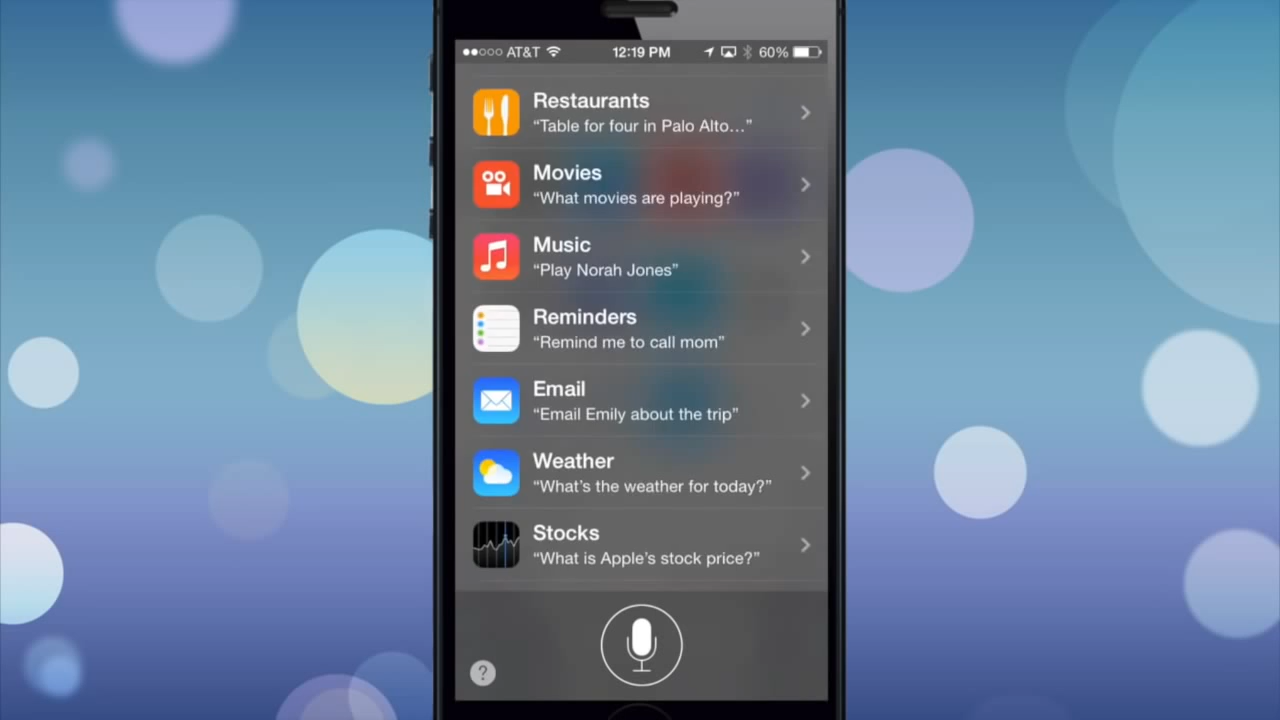 AT&T 12:19 PM 60%
Restaurants
“Table for four in Palo Alto…”
Movies
“What movies are playing?”
Music
“Play Norah Jones”
Reminders
“Remind me to call mom”
Email
“Email Emily about the trip”
Weather
“What’s the weather for today?”
Stocks
“What is Apple’s stock price?”
?